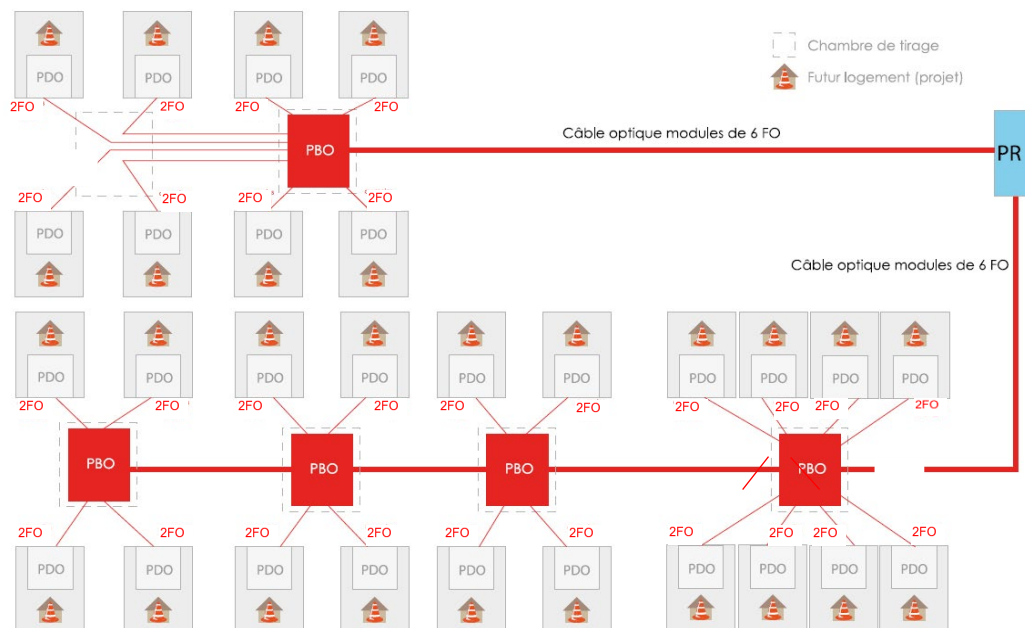 Chambre de tirage
Futur logement (projet)
PDO PDO PDO PDO
2FO 2FO 2FO 2FO
Câble optique modules de 6 FO
PBO
PR
2FO 2FO 2FO 2FO
PDO PDO PDO PDO
Câble optique modules de 6 FO
PDO PDO PDO PDO PDO PDO PDO PDO PDO PDO
2FO 2FO 2FO 2FO 2FO 2FO 2FO 2FO 2FO 2FO
PBO PBO PBO PBO
2FO 2FO 2FO 2FO 2FO 2FO 2FO 2FO 2FO 2FO
PDO PDO PDO PDO PDO PDO PDO PDO PDO PDO